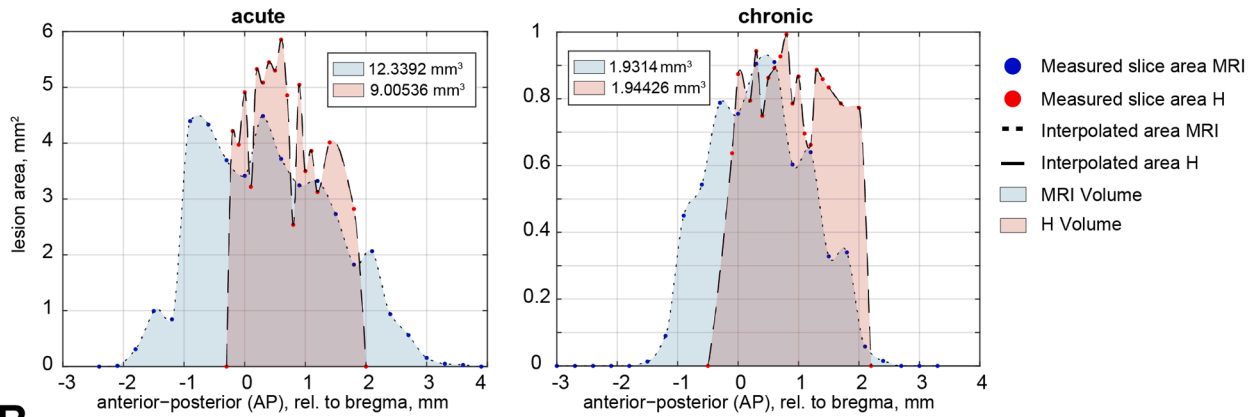 acute
chronic
lesion area, mm²
6
5
4
3
2
1
0
12.3392 mm³
9.00536 mm³
-3 -2 -1 0 1 2 3 4
anterior−posterior (AP), rel. to bregma, mm
1
0.8
0.6
0.4
0.2
0
1.9314 mm³
1.94426 mm³
-3 -2 -1 0 1 2 3 4
anterior−posterior (AP), rel. to bregma, mm
Measured slice area MRI
Measured slice area H
Interpolated area MRI
Interpolated area H
MRI Volume
H Volume